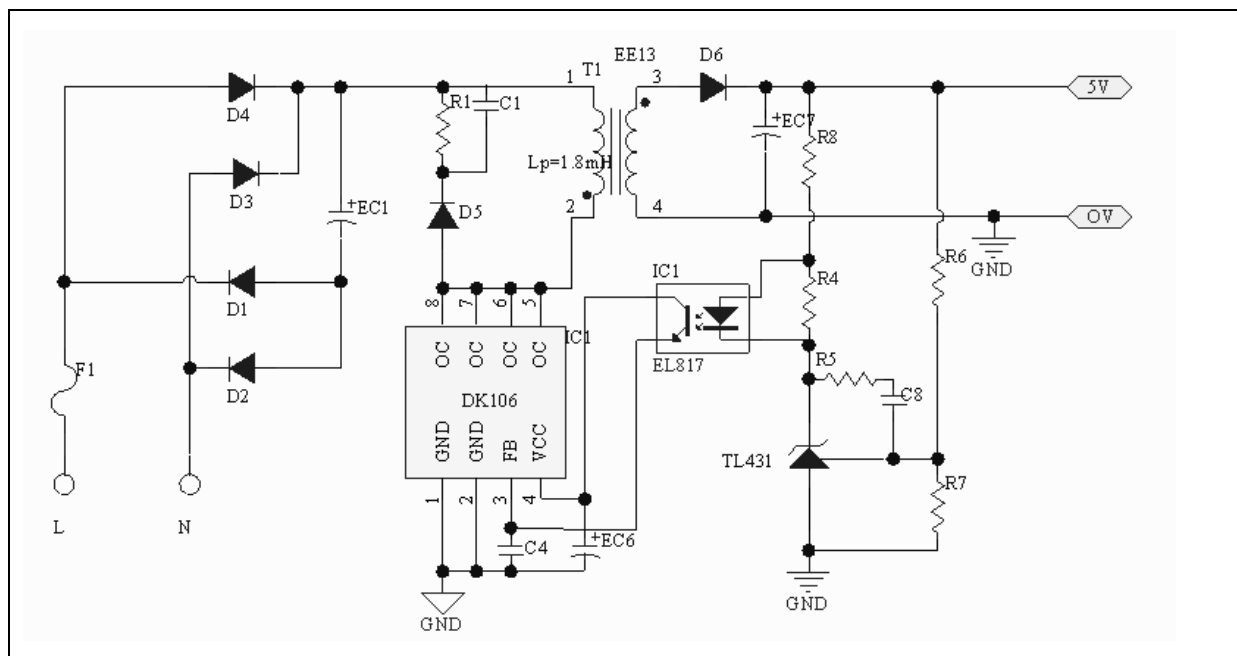 EE13
T1
D6
1
3
5V
D4
R1
C1
+EC7
R8
Lp=1.8mH
D3
+EC1
D5
2
4
0V
GND
R6
IC1
R4
D1
8
7
6
5
IC1
OC
OC
OC
OC
EL817
R5
F1
D2
C8
DK106
GND
GND
FB
VCC
TL431
R7
L
N
1
2
3
4
C4
+EC6
GND
GND